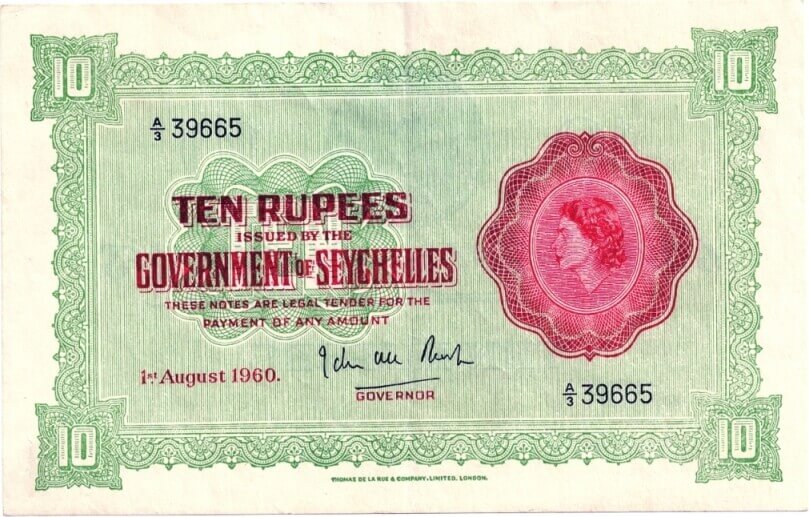 10 10
A/3 39665
TEN RUPEES
ISSUED BY THE
GOVERNMENT OF SEYCHELLES
THESE NOTES ARE LEGAL TENDER FOR THE
PAYMENT OF ANY AMOUNT
1st August 1960.
GOVERNOR
A/3 39665
10 10
THOMAS DE LA RUE & COMPANY, LIMITED, LONDON.